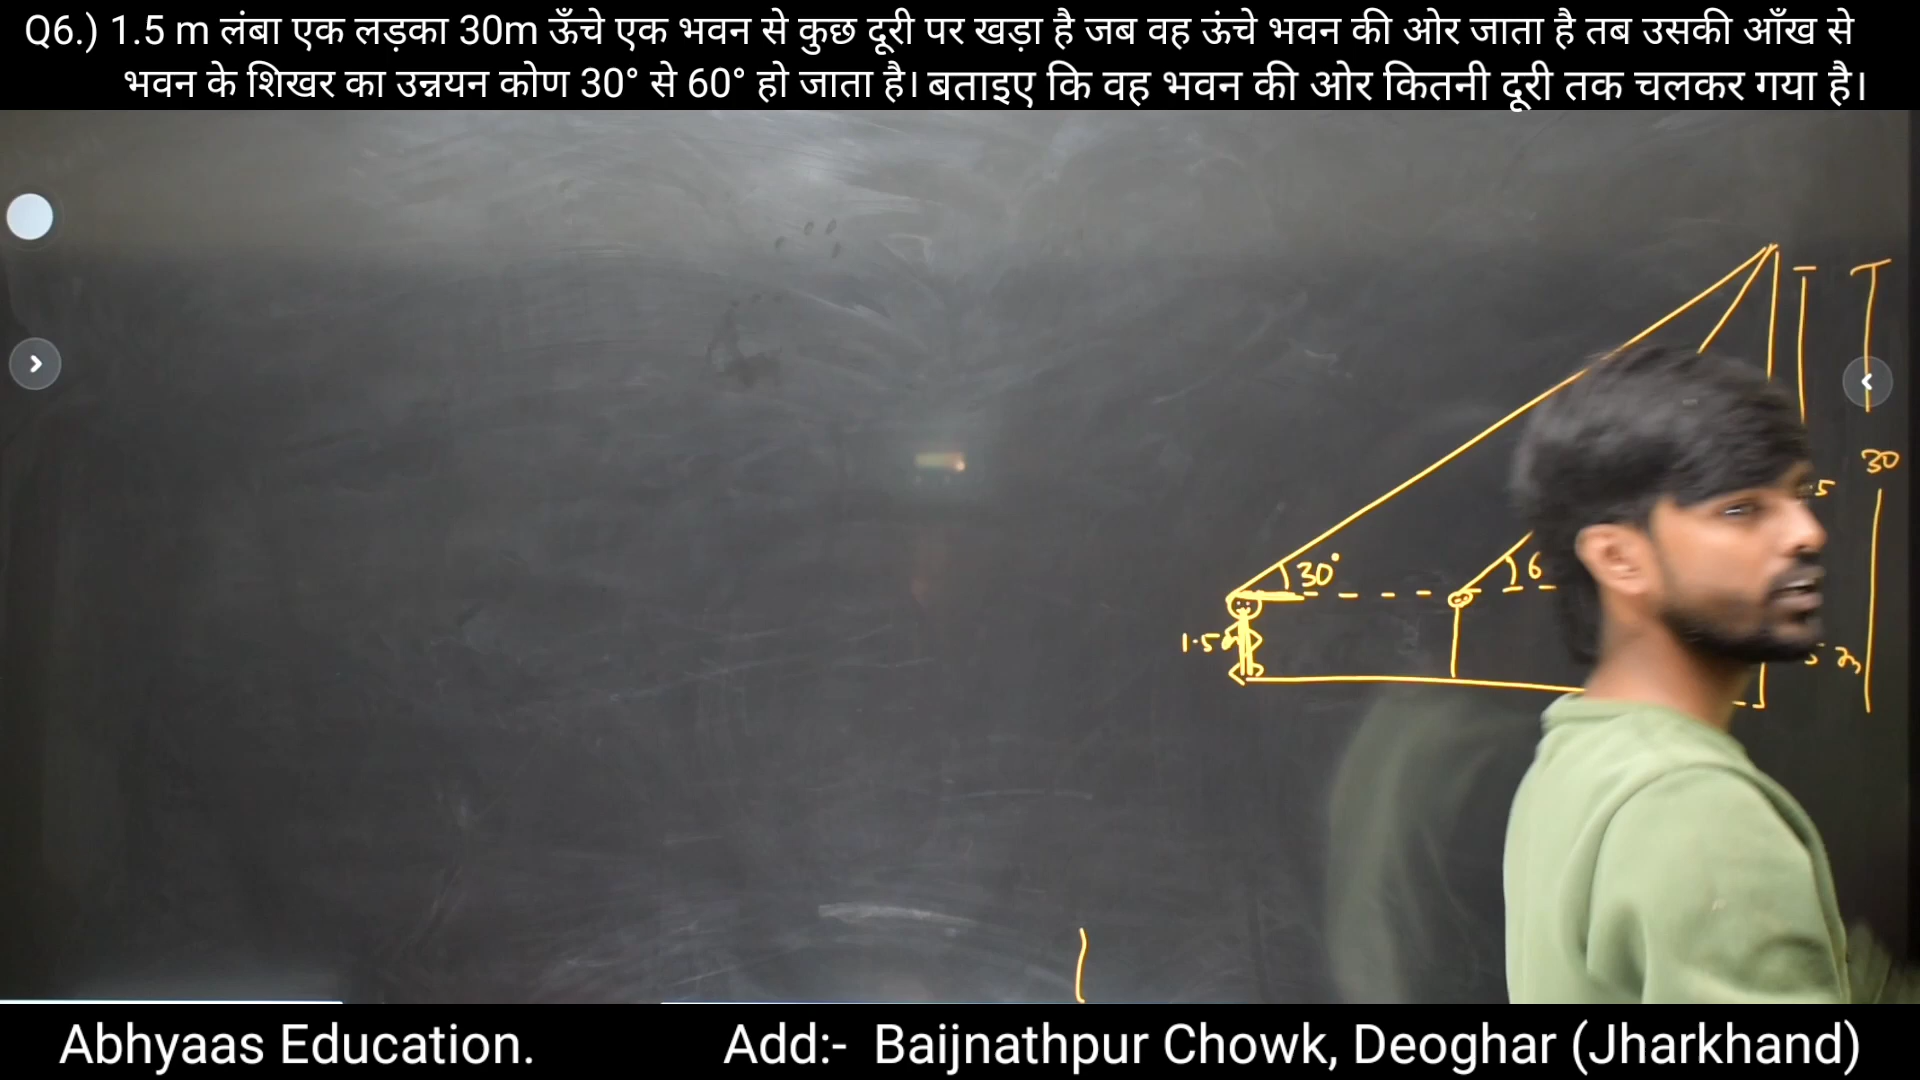 Q6.) 1.5 m लंबा एक लड़का 30m ऊँचे एक भवन से कुछ दूरी पर खड़ा है जब वह ऊंचे भवन की ओर जाता है तब उसकी आँख से
भवन के शिखर का उन्नयन कोण 30° से 60° हो जाता है। बताइए कि वह भवन की ओर कितनी दूरी तक चलकर गया है।
30
30°
6
1.5
Abhyaas Education.
Add:- Baijnathpur Chowk, Deoghar (Jharkhand)